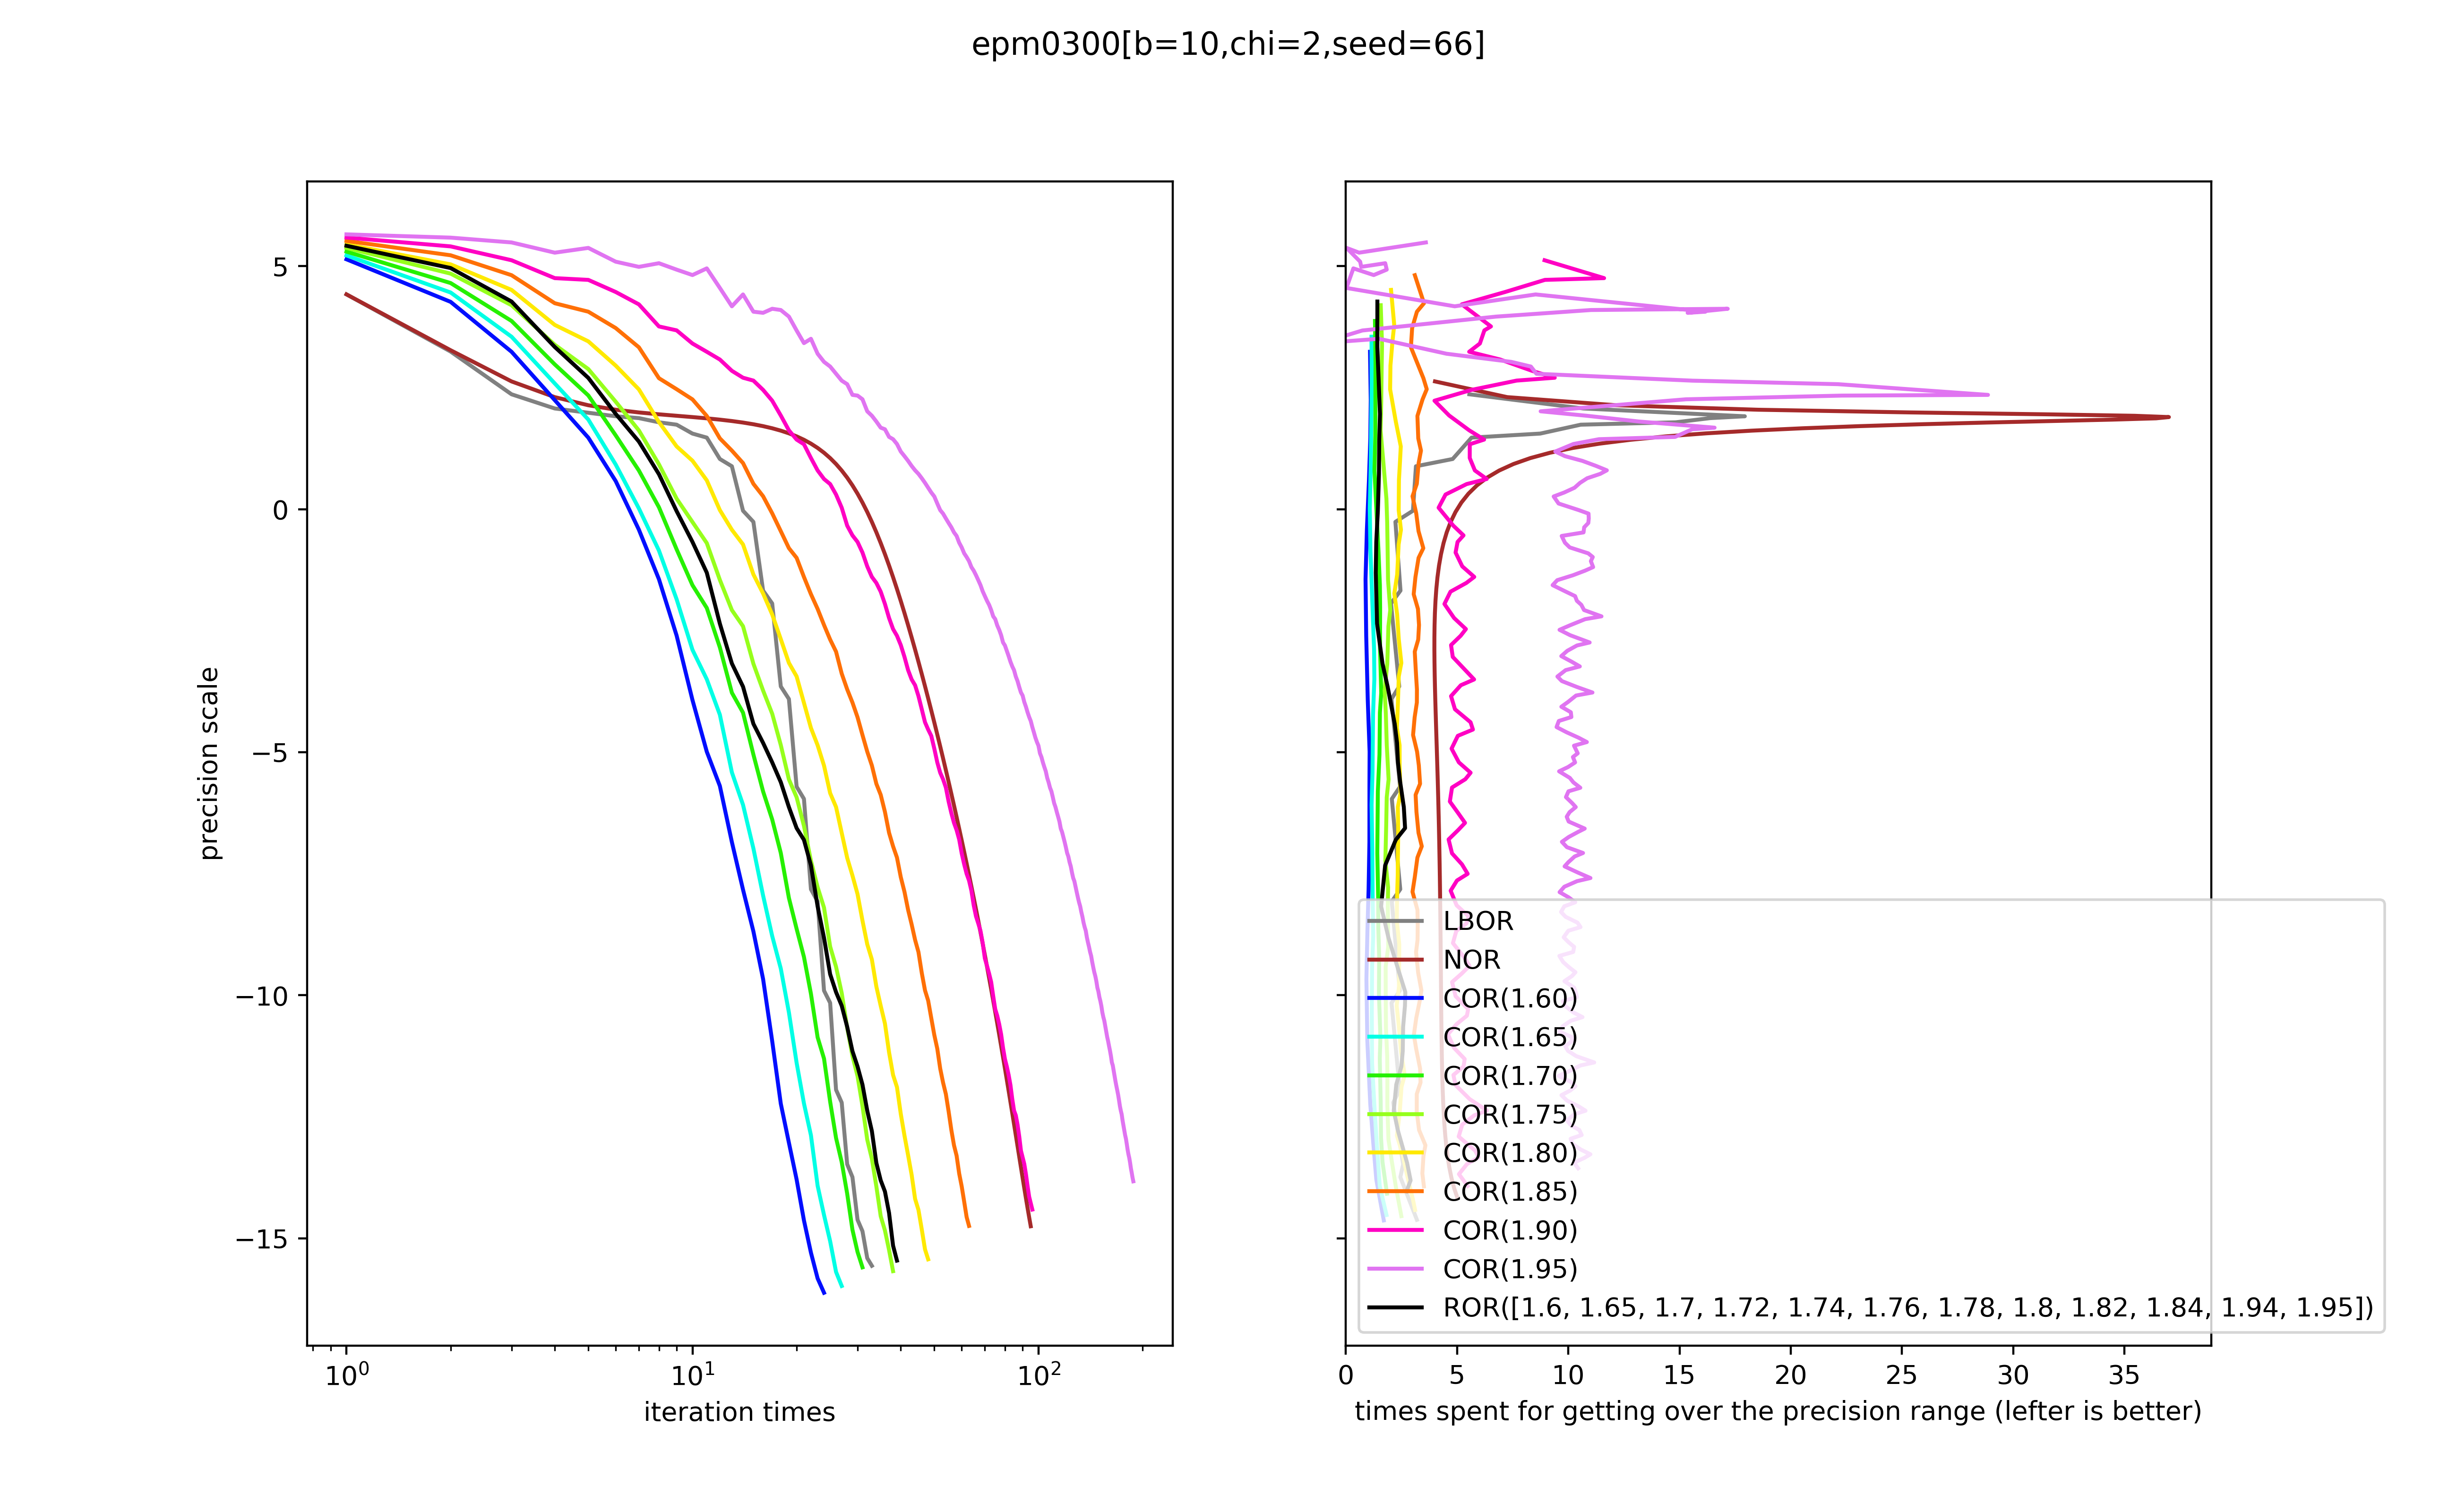 epm0300[b=10,chi=2,seed=66]
precision scale
5
0
−5
−10
−15
10⁰
10¹
10²
iteration times
LBOR
NOR
COR(1.60)
COR(1.65)
COR(1.70)
COR(1.75)
COR(1.80)
COR(1.85)
COR(1.90)
COR(1.95)
ROR([1.6, 1.65, 1.7, 1.72, 1.74, 1.76, 1.78, 1.8, 1.82, 1.84, 1.94, 1.95])
0 5 10 15 20 25 30 35
times spent for getting over the precision range (lefter is better)